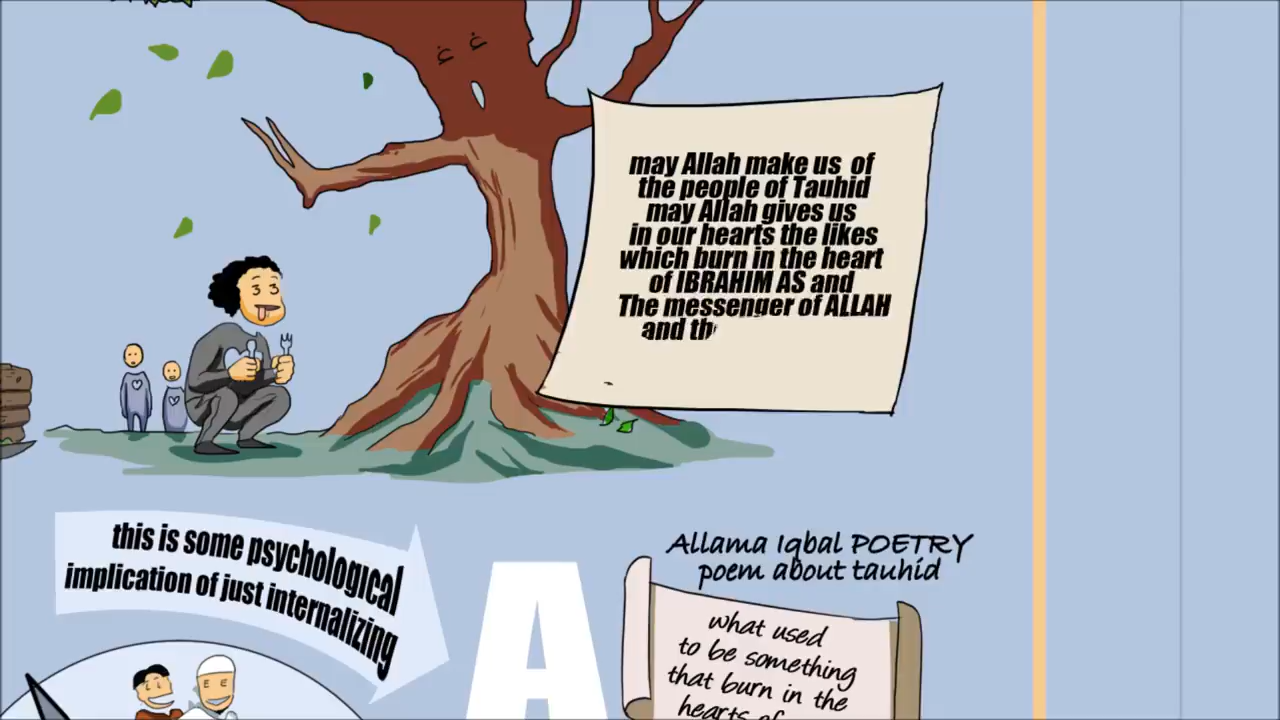 may Allah make us of
the people of Tauhid
may Allah gives us
in our hearts the likes
which burn in the heart
of IBRAHIM AS and
The messenger of ALLAH
and th
this is some psychological
implication of just internalizing
A
Allama Iqbal POETRY
poem about tauhid
what used
to be something
that burn in the
hearts of